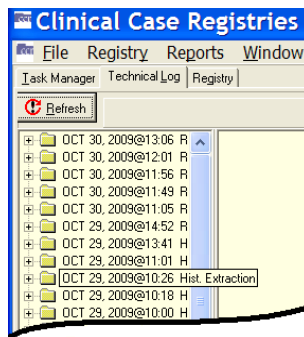 Clinical Case Registries
File Registry Reports Window
Task Manager Technical Log Registry
Refresh
OCT 30, 2009@13:06 R
OCT 30, 2009@12:01 R
OCT 30, 2009@11:56 R
OCT 30, 2009@11:49 R
OCT 30, 2009@11:05 R
OCT 29, 2009@14:52 R
OCT 29, 2009@13:41 H
OCT 29, 2009@11:01 H
OCT 29, 2009@10:26 Hist. Extraction
OCT 29, 2009@10:18 H
OCT 29, 2009@10:00 H